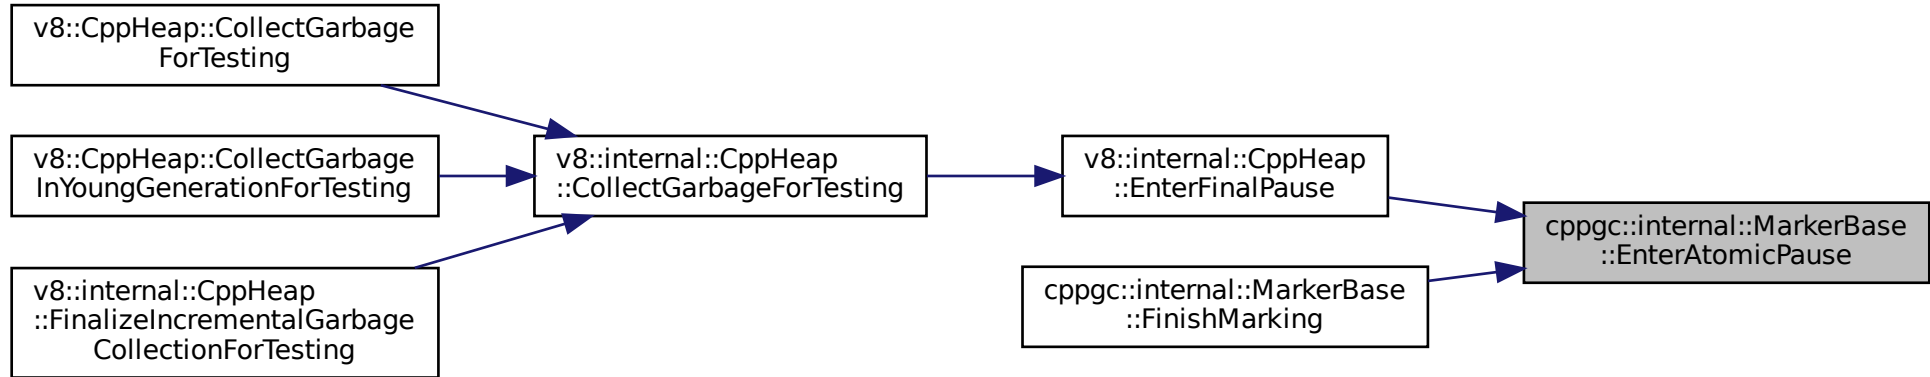 v8::CppHeap::CollectGarbage
ForTesting
v8::CppHeap::CollectGarbage
InYoungGenerationForTesting
v8::internal::CppHeap
::FinalizeIncrementalGarbage
CollectionForTesting
v8::internal::CppHeap
::CollectGarbageForTesting
v8::internal::CppHeap
::EnterFinalPause
cppgc::internal::MarkerBase
::FinishMarking
cppgc::internal::MarkerBase
::EnterAtomicPause